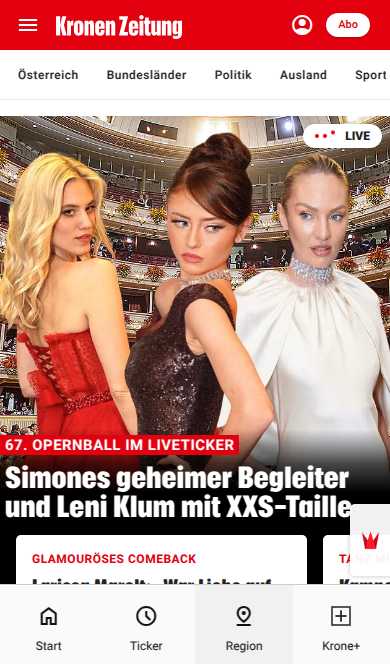 Kronen Zeitung
Abo
Österreich Bundesländer Politik Ausland Sport
LIVE
67. OPERNBALL IM LIVETICKER
Simones geheimer Begleiter
und Leni Klum mit XXS-Taille
GLAMOURÖSES COMEBACK
Start Ticker Region Krone+